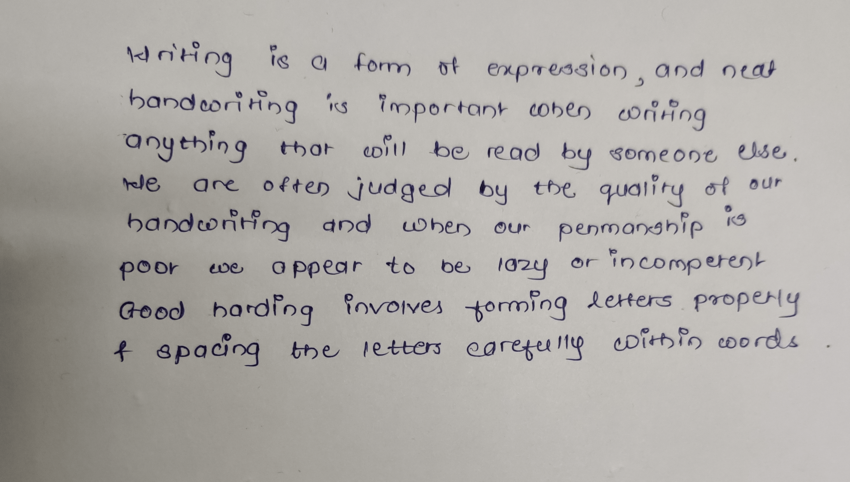 Writing is a form of expression, and neat
handwriting is important when writing
anything that will be read by someone else.
We are often judged by the quality of our
handwriting and when our penmanship is
poor we appear to be lazy or incompetent
Good harding involves forming letters properly
& spacing the letters carefully within words.